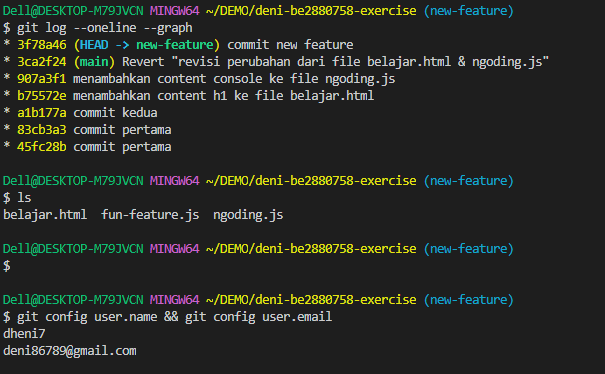 Dell@DESKTOP-M79JVCN MINGW64 ~/DEMO/deni-be2880758-exercise (new-feature)
$ git log --oneline --graph
* 3f78a46 (HEAD -> new-feature) commit new feature
* 3ca2f24 (main) Revert "revisi perubahan dari file belajar.html & ngoding.js"
* 907a3f1 menambahkan content console ke file ngoding.js
* b75572e menambahkan content h1 ke file belajar.html
* a1b177a commit kedua
* 83cb3a3 commit pertama
* 45fc28b commit pertama
Dell@DESKTOP-M79JVCN MINGW64 ~/DEMO/deni-be2880758-exercise (new-feature)
$ ls
belajar.html  fun-feature.js  ngoding.js
Dell@DESKTOP-M79JVCN MINGW64 ~/DEMO/deni-be2880758-exercise (new-feature)
$
Dell@DESKTOP-M79JVCN MINGW64 ~/DEMO/deni-be2880758-exercise (new-feature)
$ git config user.name && git config user.email
dheni7
deni86789@gmail.com